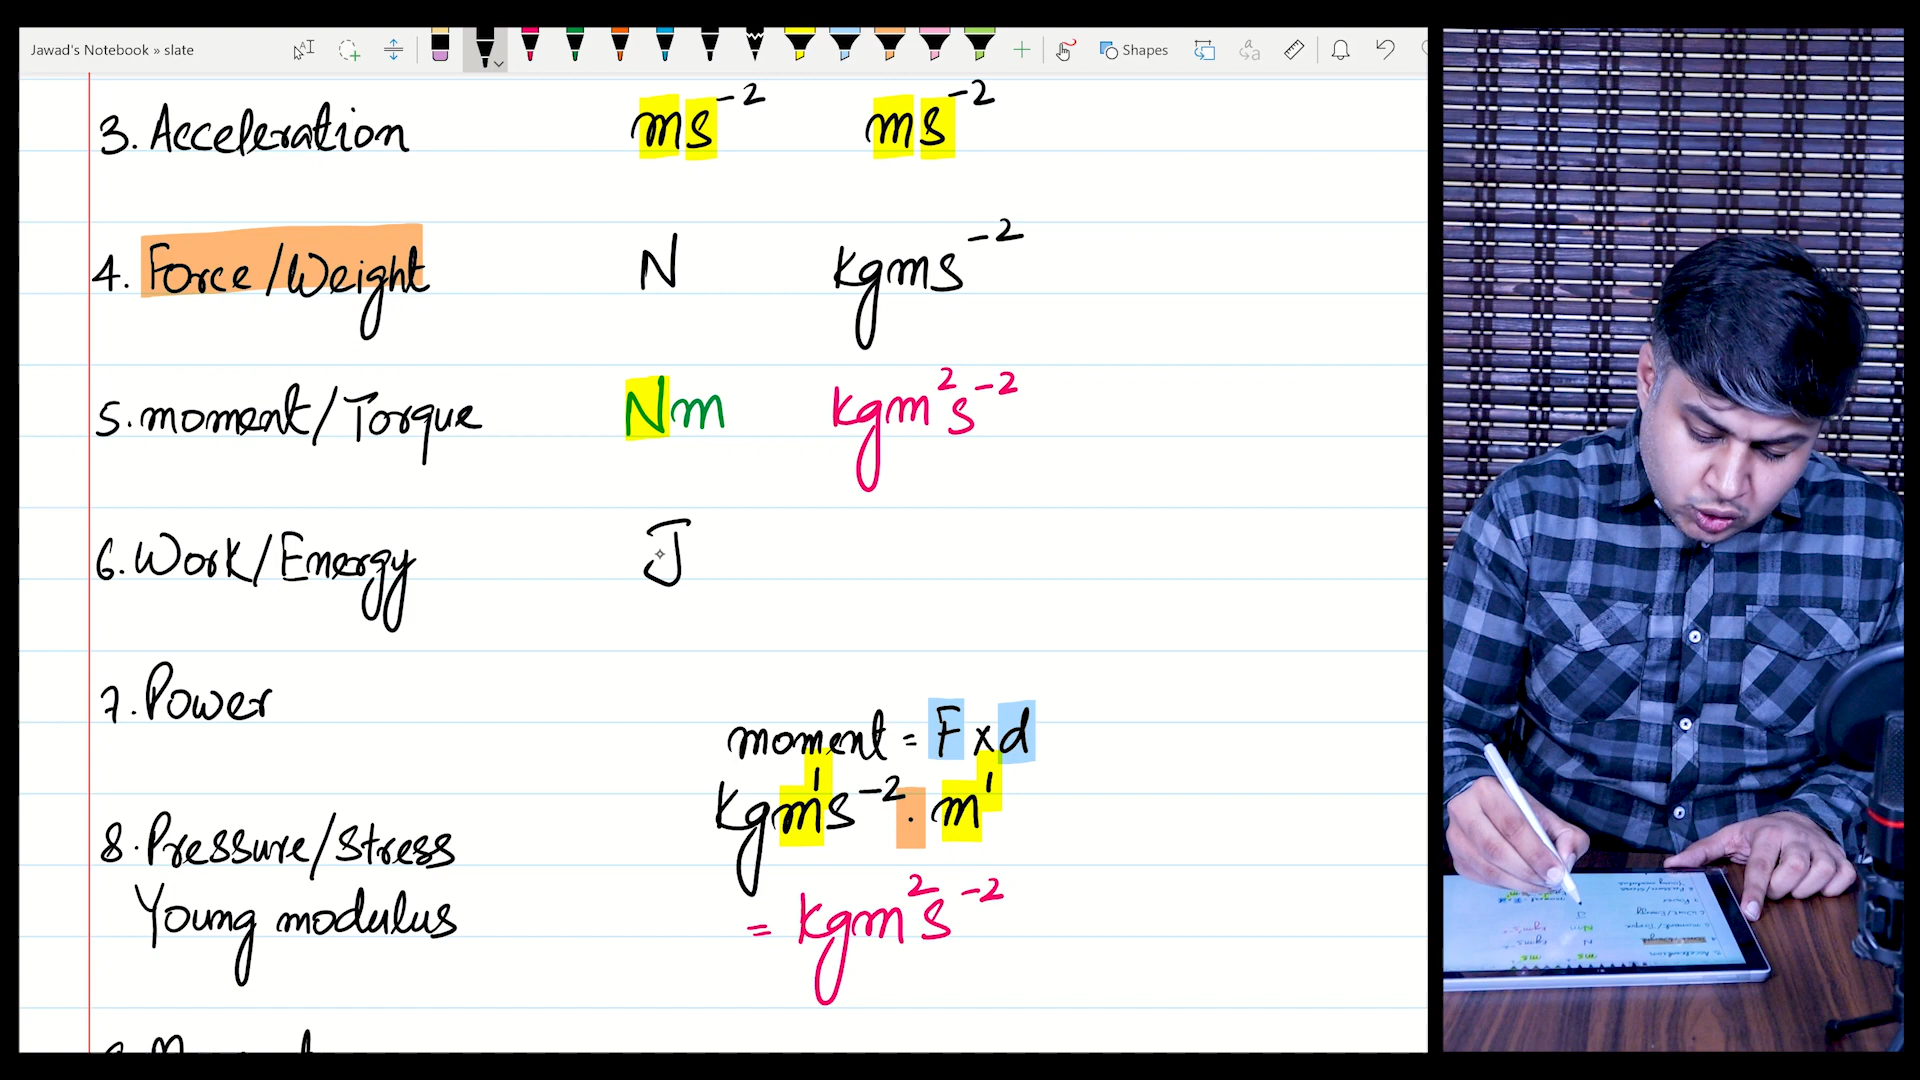 Jawad's Notebook » slate Shapes
3. Acceleration ms⁻² ms⁻²
4. Force/Weight N kgms⁻²
5. moment/Torque Nm kgm²s⁻²
6. Work/Energy J
7. Power
moment = F x d
kgm¹s⁻² . m¹
8. Pressure/Stress
Young modulus
= kgm²s⁻²